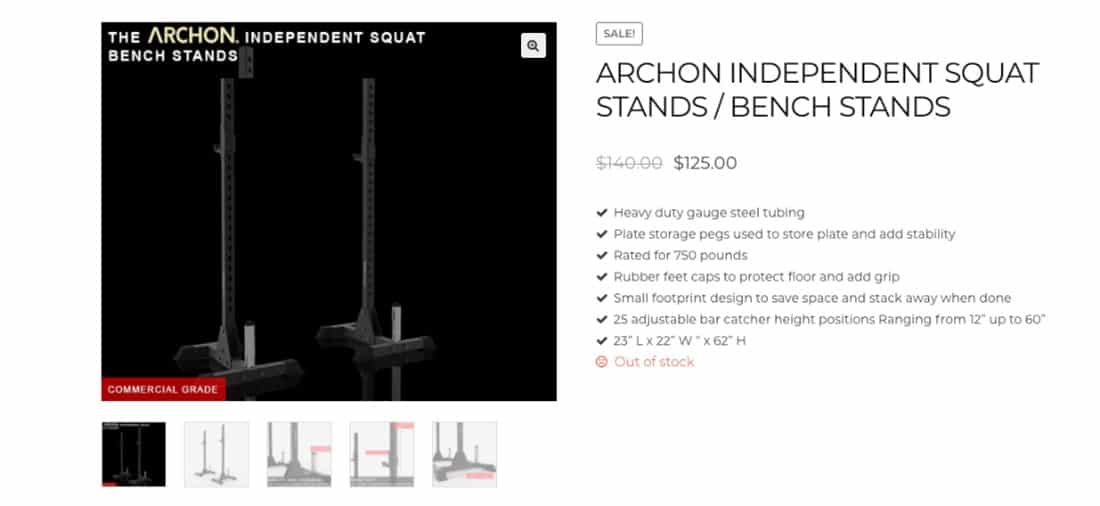 THE ARCHON. INDEPENDENT SQUAT
BENCH STANDS
COMMERCIAL GRADE
SALE!
ARCHON INDEPENDENT SQUAT
STANDS / BENCH STANDS
$140.00 $125.00
Heavy duty gauge steel tubing
Plate storage pegs used to store plate and add stability
Rated for 750 pounds
Rubber feet caps to protect floor and add grip
Small footprint design to save space and stack away when done
25 adjustable bar catcher height positions Ranging from 12” up to 60”
23” L x 22” W " x 62” H
Out of stock